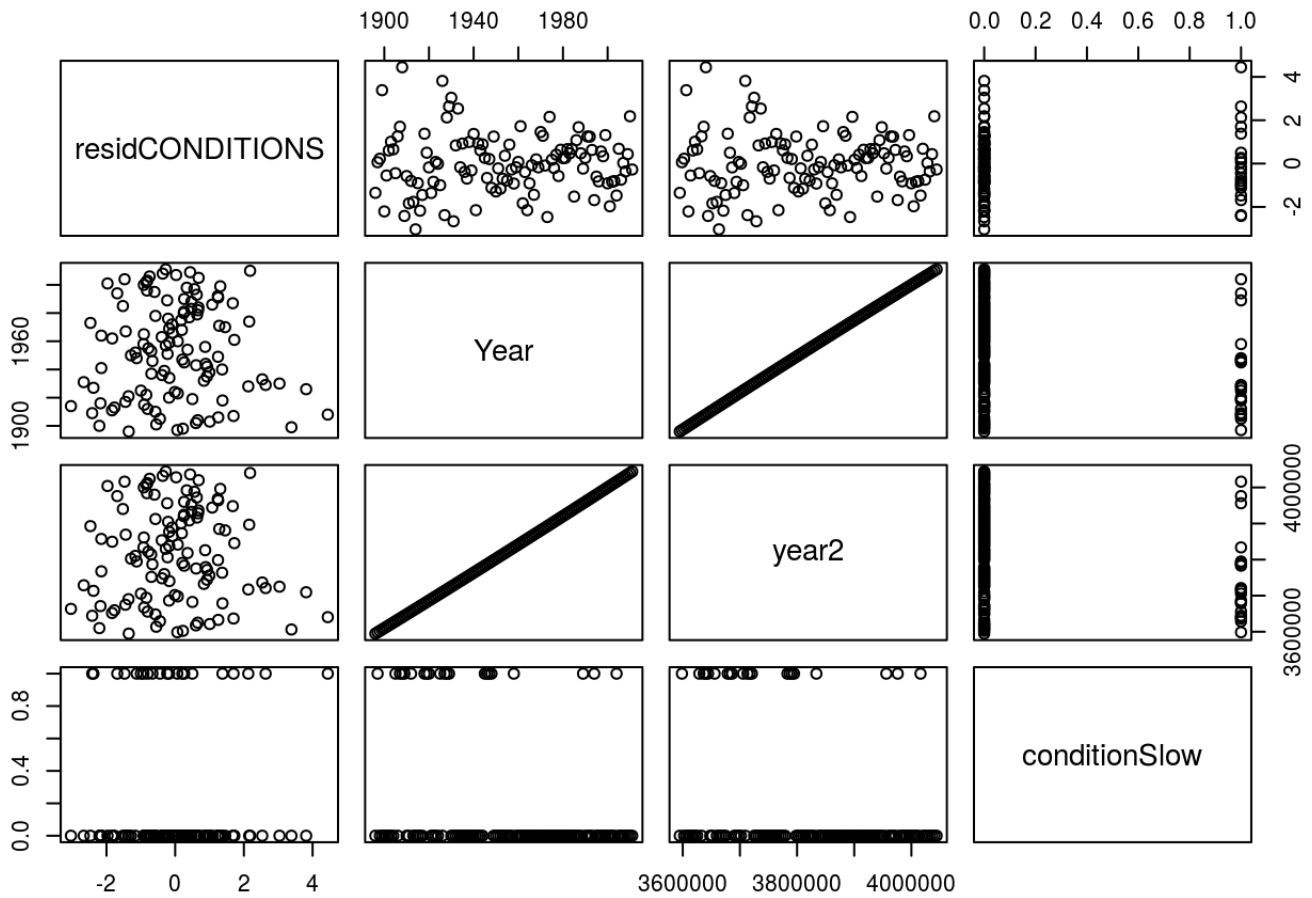 1900 1940 1980
0.0 0.2 0.4 0.6 0.8 1.0
residCONDITIONS
-2 0 2 4
1900 1960
Year
year2
3600000 4000000
0.0 0.4 0.8
conditionSlow
-2 0 2 4
3600000 3800000 4000000